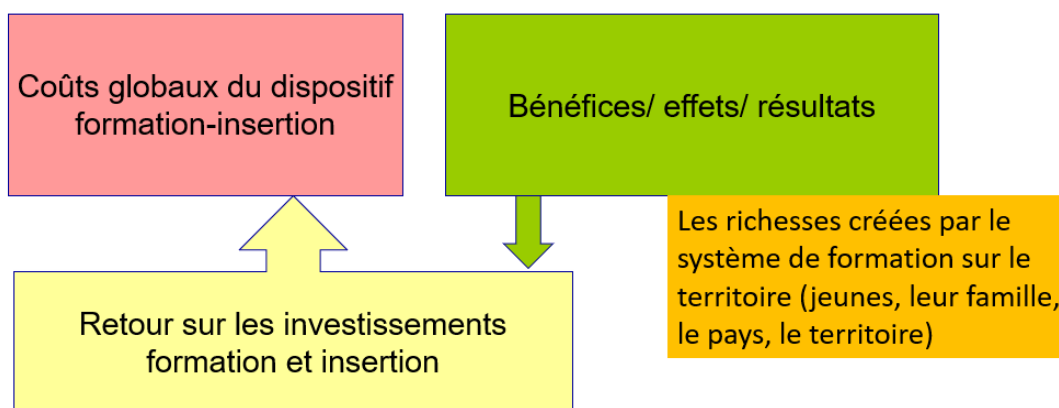 Coûts globaux du dispositif
formation-insertion
Bénéfices/ effets/ résultats
Les richesses créées par le
système de formation sur le
territoire (jeunes, leur famille,
le pays, le territoire)
Retour sur les investissements
formation et insertion